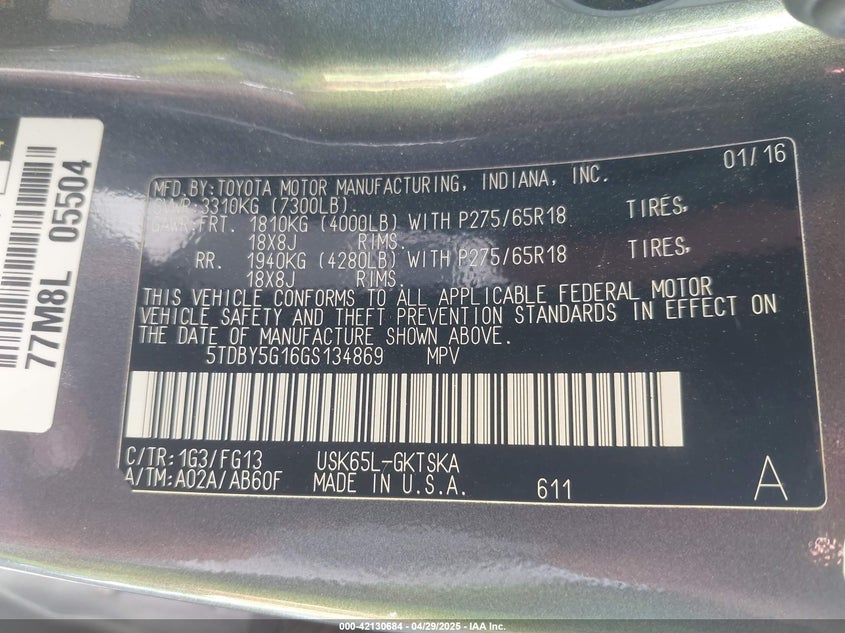 77M8L 05504
01/16
MFD.BY:TOYOTA MOTOR MANUFACTURING, INDIANA, INC.
GVWR:3310KG (7300LB).
GAWR:FRT. 1810KG (4000LB) WITH P275/65R18 TIRES,
18X8J RIMS.
RR. 1940KG (4280LB) WITH P275/65R18 TIRES,
18X8J RIMS.
THIS VEHICLE CONFORMS TO ALL APPLICABLE FEDERAL MOTOR
VEHICLE SAFETY AND THEFT PREVENTION STANDARDS IN EFFECT ON
THE DATE OF MANUFACTURE SHOWN ABOVE.
5TDBY5G16GS134869 MPV
C/TR:1G3/FG13 USK65L-GKTSKA
A/TM:A02A/AB60F MADE IN U.S.A. 611 A
000-42130684 - 04/29/2025 - IAA Inc.